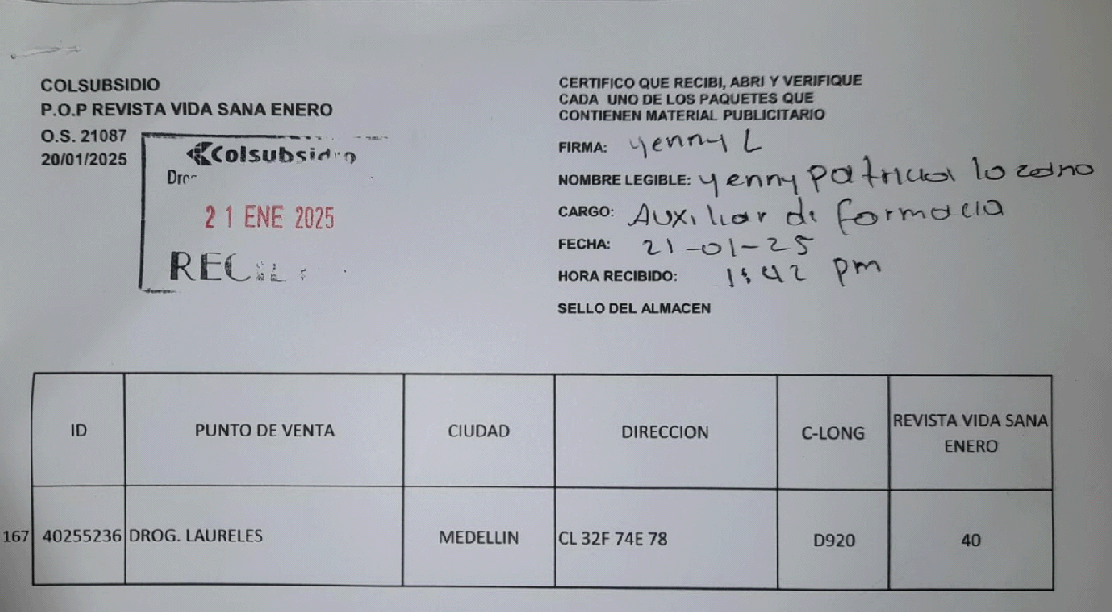 COLSUBSIDIO
P.O.P REVISTA VIDA SANA ENERO
O.S. 21087
20/01/2025
Colsubsidio
21 ENE 2025
CERTIFICO QUE RECIBI, ABRI Y VERIFIQUE
CADA UNO DE LOS PAQUETES QUE
CONTIENEN MATERIAL PUBLICITARIO
FIRMA: yenny L
NOMBRE LEGIBLE: yenny patricia lozano
CARGO: Auxiliar de formacia
FECHA: 21-01-25
HORA RECIBIDO: 1:42 pm
SELLO DEL ALMACEN
ID PUNTO DE VENTA CIUDAD DIRECCION C-LONG REVISTA VIDA SANA
ENERO
167 40255236 DROG. LAURELES MEDELLIN CL 32F 74E 78 D920 40